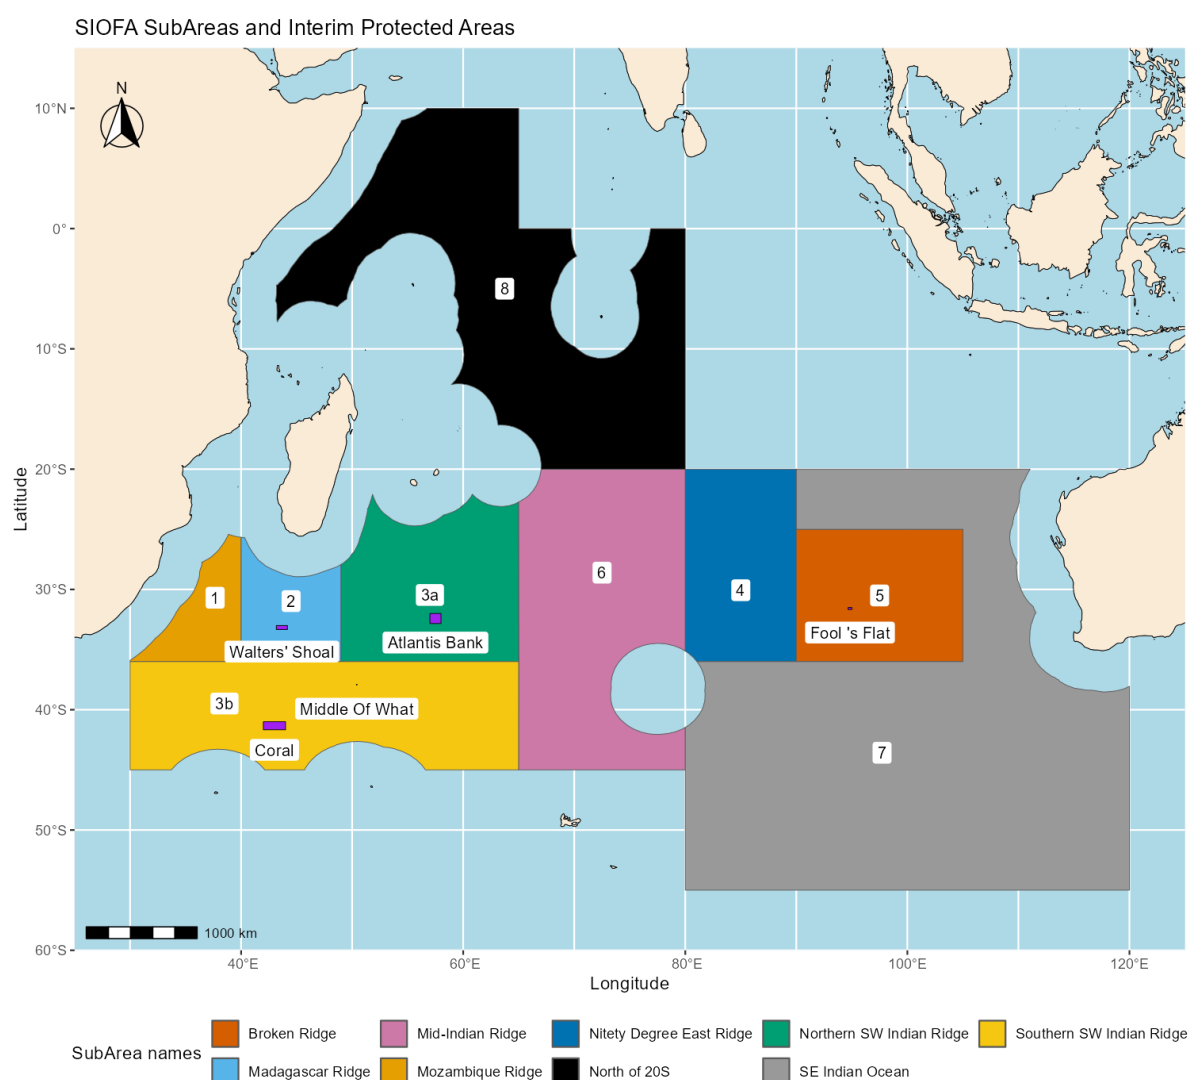 SIOFA SubAreas and Interim Protected Areas
N
10°N
0°
10°S
20°S
30°S
40°S
50°S
60°S
Latitude
8
6
4
5
Fool 's Flat
1
2
3a
Walters' Shoal
Atlantis Bank
3b
Middle Of What
Coral
7
1000 km
40°E
60°E
80°E
100°E
120°E
Longitude
SubArea names
Broken Ridge
Mid-Indian Ridge
Nitety Degree East Ridge
Northern SW Indian Ridge
Southern SW Indian Ridge
Madagascar Ridge
Mozambique Ridge
North of 20S
SE Indian Ocean